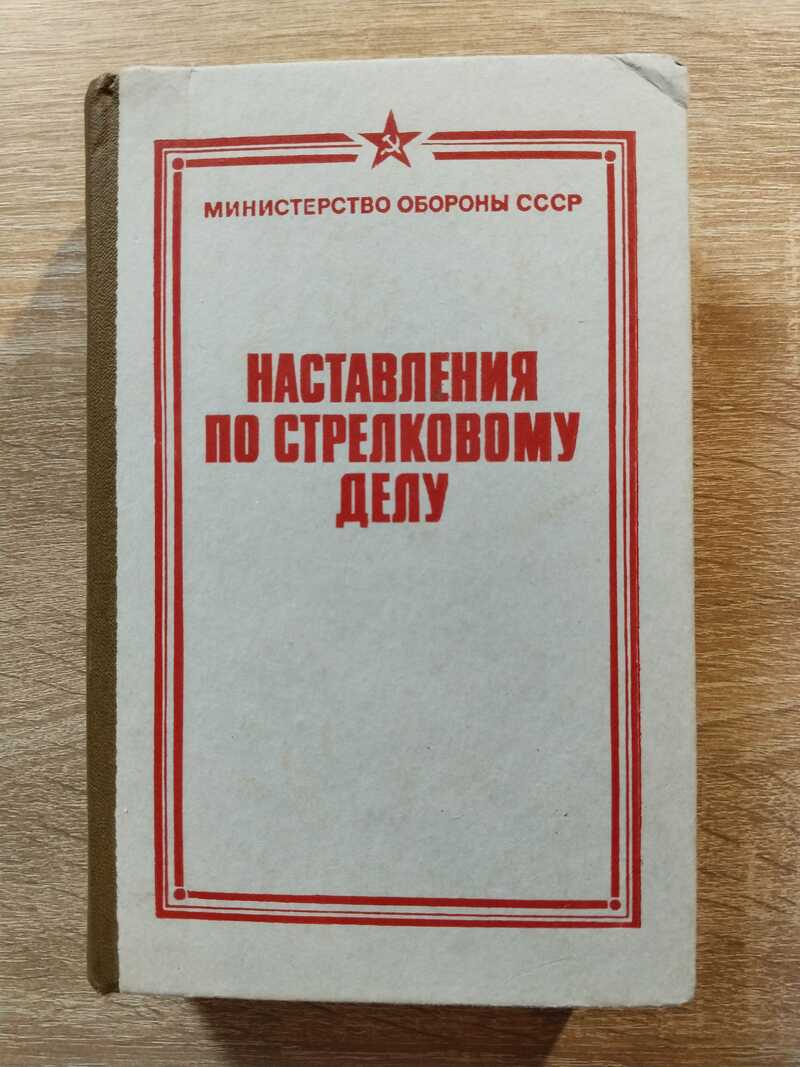 МИНИСТЕРСТВО ОБОРОНЫ СССР
НАСТАВЛЕНИЯ
ПО СТРЕЛКОВОМУ
ДЕЛУ